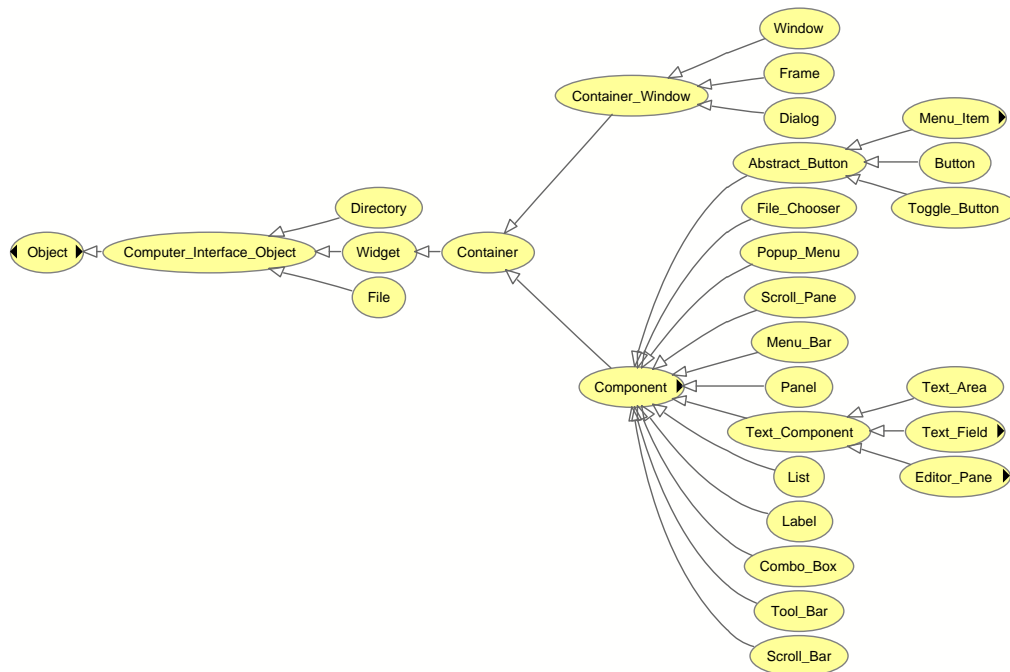 Window
Frame
Container_Window
Dialog
Menu_Item
Abstract_Button
Button
Directory
File_Chooser
Toggle_Button
Object
Computer_Interface_Object
Widget
Container
Popup_Menu
File
Scroll_Pane
Menu_Bar
Component
Panel
Text_Area
Text_Component
Text_Field
List
Editor_Pane
Label
Combo_Box
Tool_Bar
Scroll_Bar